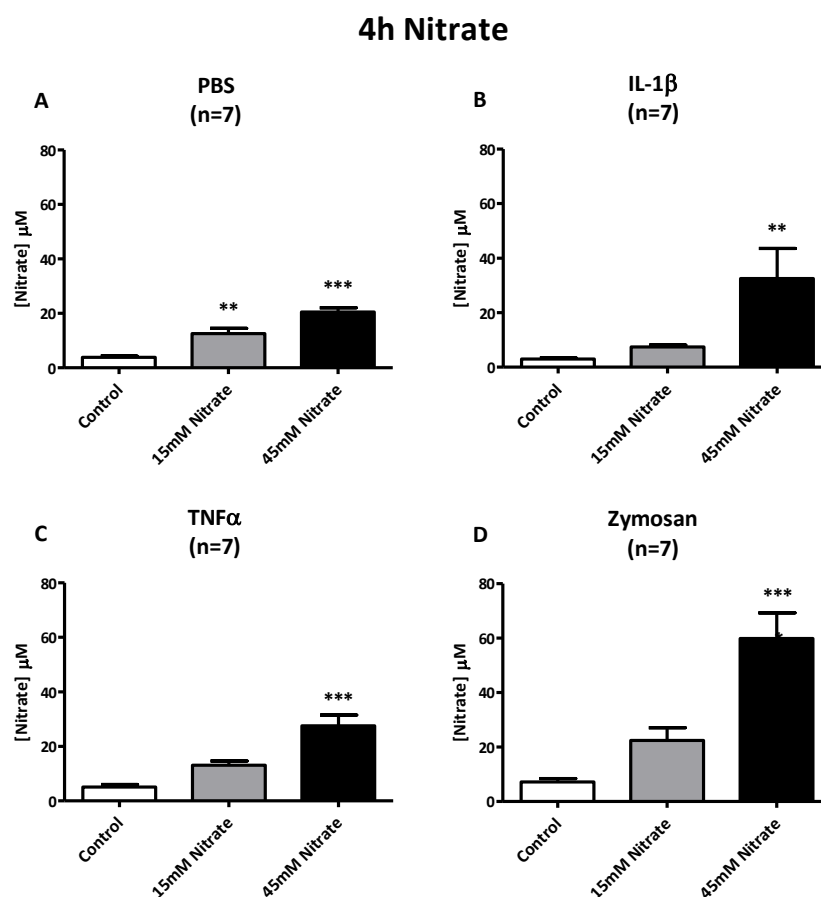 4h Nitrate
A
PBS
(n=7)
[Nitrate] μM
80
60
40
20
0
**
***
Control
15mM Nitrate
45mM Nitrate
B
IL-1β
(n=7)
[Nitrate] μM
80
60
40
20
0
**
Control
15mM Nitrate
45mM Nitrate
C
TNFα
(n=7)
[Nitrate] μM
80
60
40
20
0
***
Control
15mM Nitrate
45mM Nitrate
D
Zymosan
(n=7)
[Nitrate] μM
80
60
40
20
0
***
*
Control
15mM Nitrate
45mM Nitrate